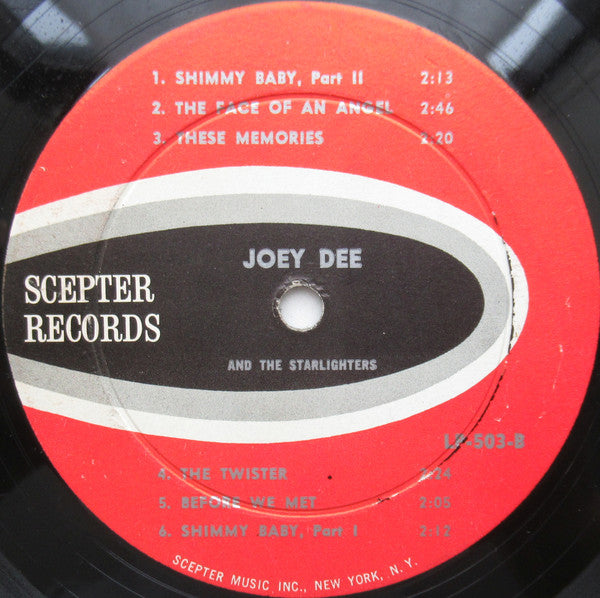 1. SHIMMY BABY, Part II 2:13
2. THE FACE OF AN ANGEL 2:46
3. THESE MEMORIES 2:20
JOEY DEE
SCEPTER
RECORDS
AND THE STARLIGHTERS
LP-503-B
4. THE TWISTER 2:24
5. BEFORE WE MET 2:05
6. SHIMMY BABY, Part I 2:12
SCEPTER MUSIC INC., NEW YORK, N.Y.